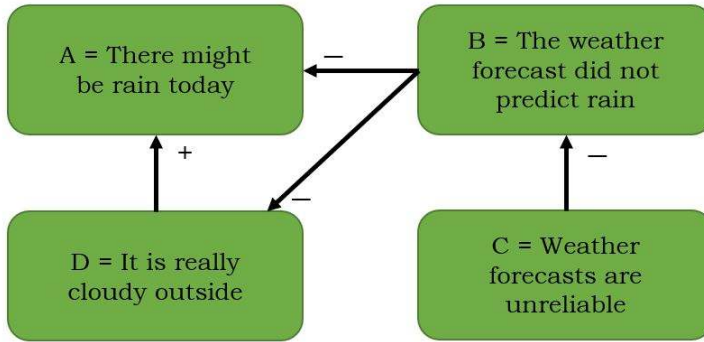 A = There might
be rain today
B = The weather
forecast did not
predict rain
D = It is really
cloudy outside
C = Weather
forecasts are
unreliable
—
+
—
—